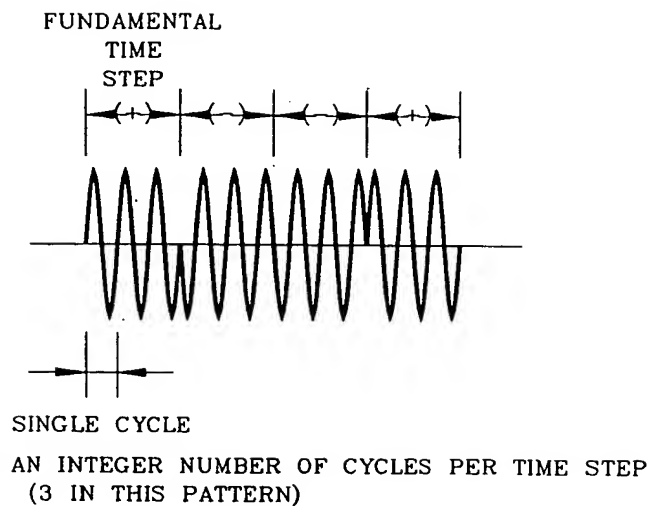 FUNDAMENTAL
TIME
STEP
(+) (−) (−) (+)
SINGLE CYCLE
AN INTEGER NUMBER OF CYCLES PER TIME STEP
(3 IN THIS PATTERN)